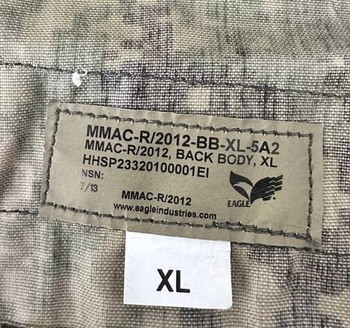 MMAC-R/2012-BB-XL-5A2
MMAC-R/2012, BACK BODY, XL
HHSP23320100001EI
NSN:
7/13
MMAC-R/2012
www.eagleindustries.com
EAGLE
XL